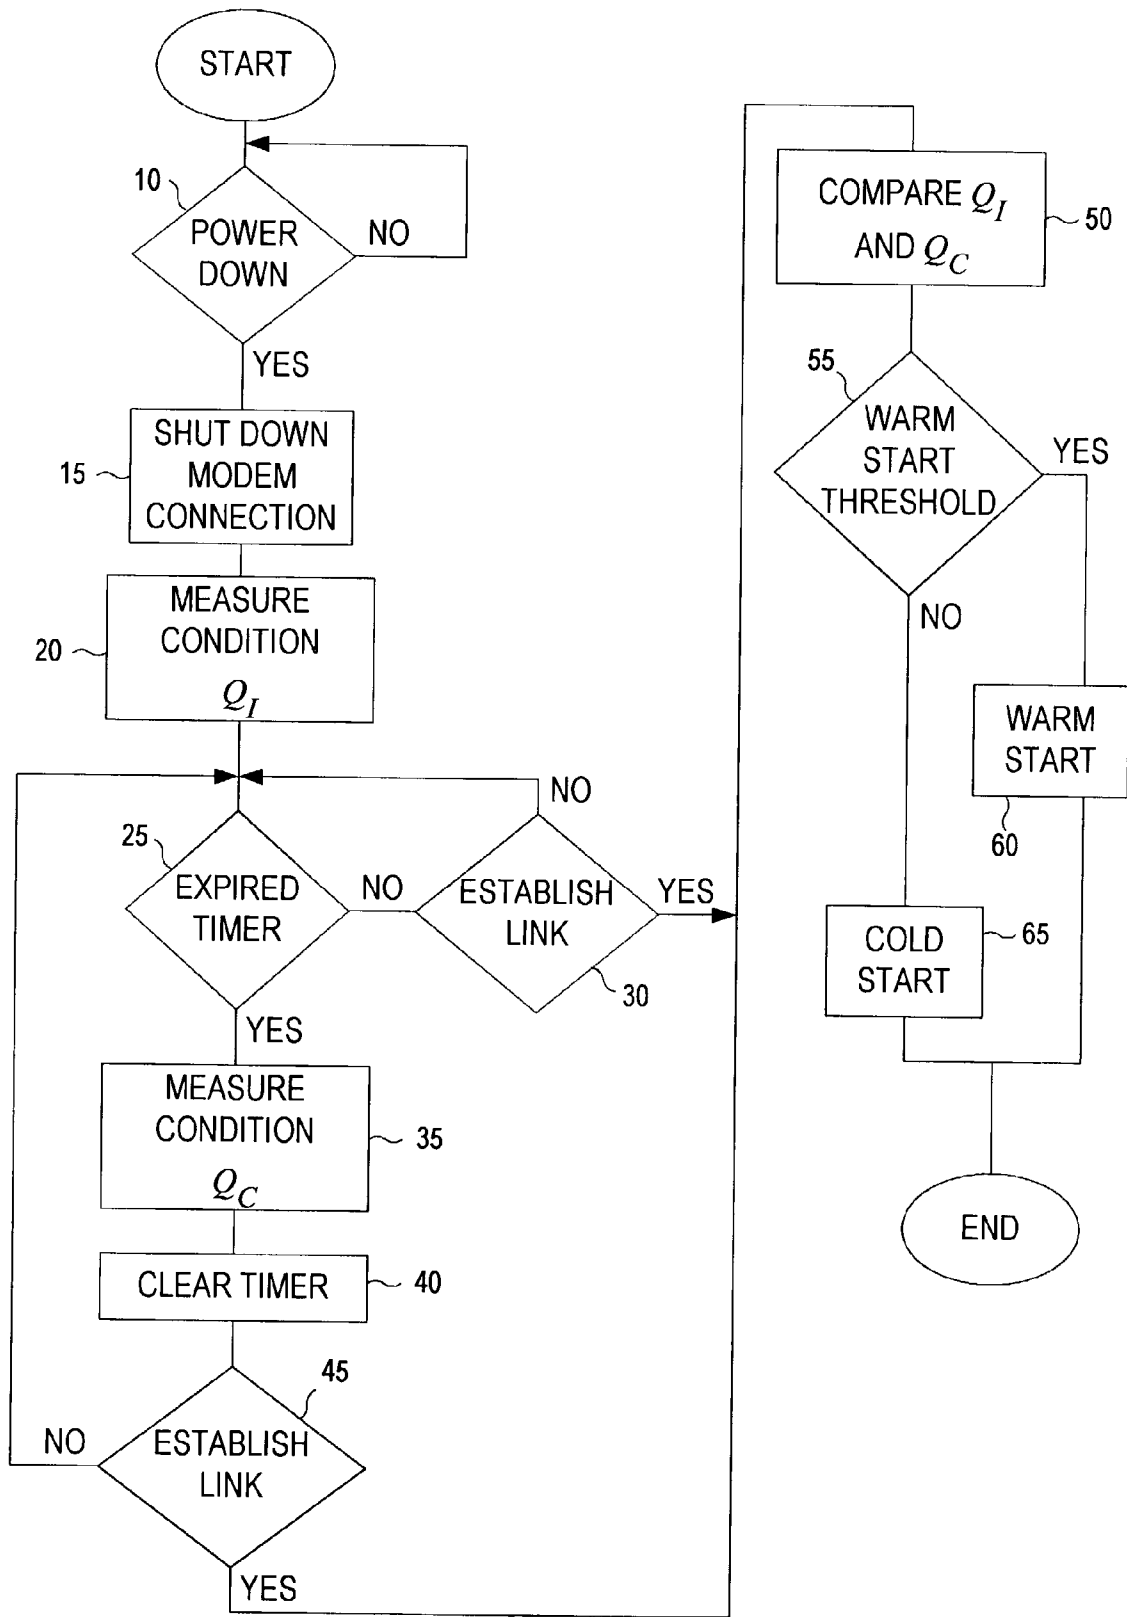 START
10
POWER
DOWN
NO
YES
15
SHUT DOWN
MODEM
CONNECTION
20
MEASURE
CONDITION
Q_I
25
EXPIRED
TIMER
NO
YES
NO
ESTABLISH
LINK
YES
30
MEASURE
CONDITION
Q_C
35
CLEAR TIMER
40
45
ESTABLISH
LINK
NO
YES
COMPARE Q_I
AND Q_C
50
55
WARM
START
THRESHOLD
YES
NO
WARM
START
60
COLD
START
65
END